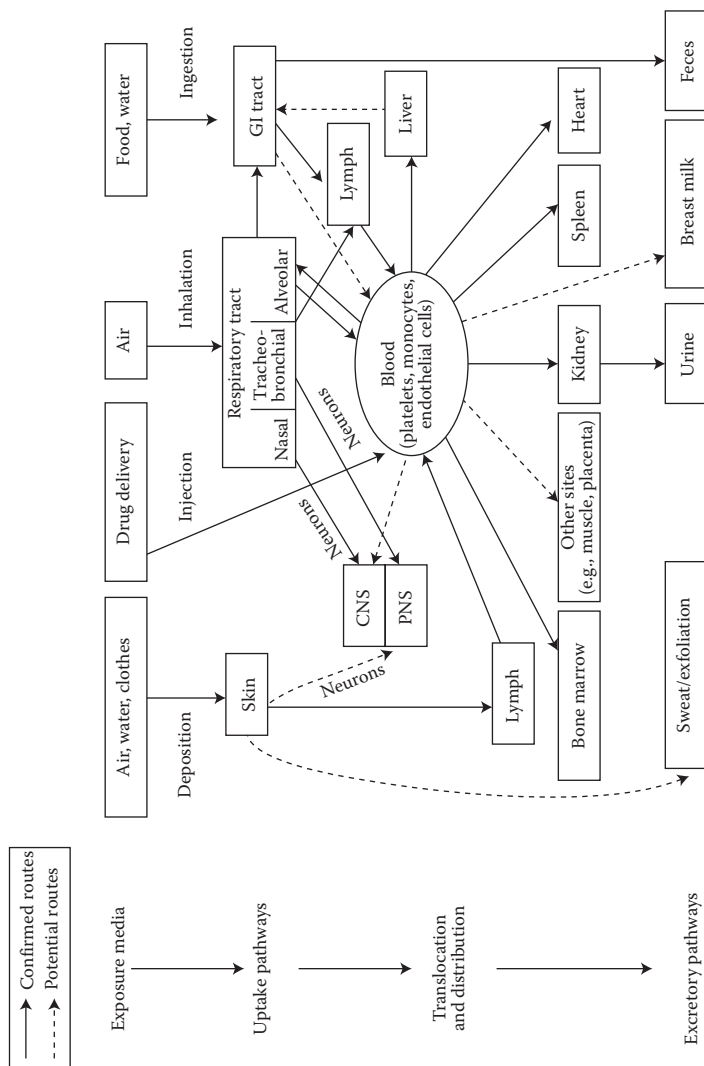 Confirmed routes
Potential routes
Exposure media
Uptake pathways
Translocation
and distribution
Excretory pathways
Air, water, clothes
Drug delivery
Air
Food, water
Deposition
Injection
Inhalation
Ingestion
Skin
Respiratory tract
Nasal
Tracheo-
bronchial
Alveolar
GI tract
Neurons
Neurons
Neurons
CNS
PNS
Lymph
Liver
Blood
(platelets, monocytes,
endothelial cells)
Lymph
Bone marrow
Other sites
(e.g., muscle, placenta)
Kidney
Spleen
Heart
Sweat/exfoliation
Urine
Breast milk
Feces